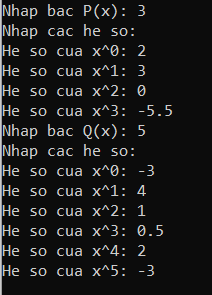 Nhap bac P(x): 3
Nhap cac he so:
He so cua x^0: 2
He so cua x^1: 3
He so cua x^2: 0
He so cua x^3: -5.5
Nhap bac Q(x): 5
Nhap cac he so:
He so cua x^0: -3
He so cua x^1: 4
He so cua x^2: 1
He so cua x^3: 0.5
He so cua x^4: 2
He so cua x^5: -3